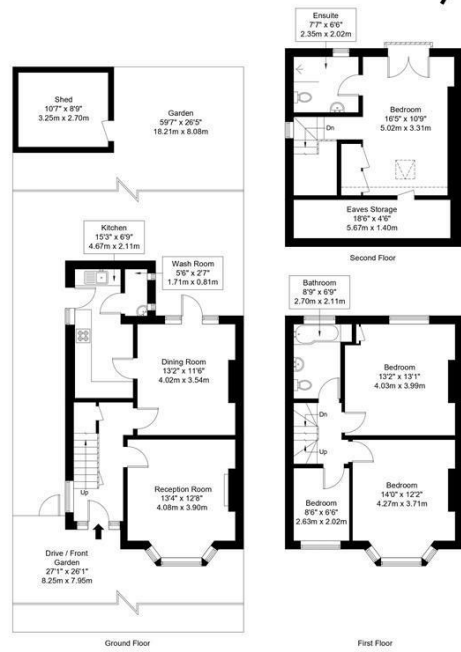 Shed
10'7" x 8'9"
3.25m x 2.70m
Garden
59'7" x 26'5"
18.21m x 8.08m
Kitchen
15'3" x 6'9"
4.67m x 2.11m
Wash Room
5'6" x 2'7"
1.71m x 0.81m
Dining Room
13'2" x 11'6"
4.02m x 3.54m
Up
Reception Room
13'4" x 12'8"
4.08m x 3.90m
Drive / Front
Garden
27'1" x 26'1"
8.25m x 7.95m
Ground Floor
Ensuite
7'7" x 6'6"
2.35m x 2.02m
Dn
Bedroom
16'5" x 10'9"
5.02m x 3.31m
Eaves Storage
18'6" x 4'6"
5.67m x 1.40m
Second Floor
Bathroom
8'9" x 6'9"
2.70m x 2.11m
Bedroom
13'2" x 13'1"
4.03m x 3.99m
Dn
Up
Bedroom
8'6" x 6'6"
2.63m x 2.02m
Bedroom
14'0" x 12'2"
4.27m x 3.71m
First Floor